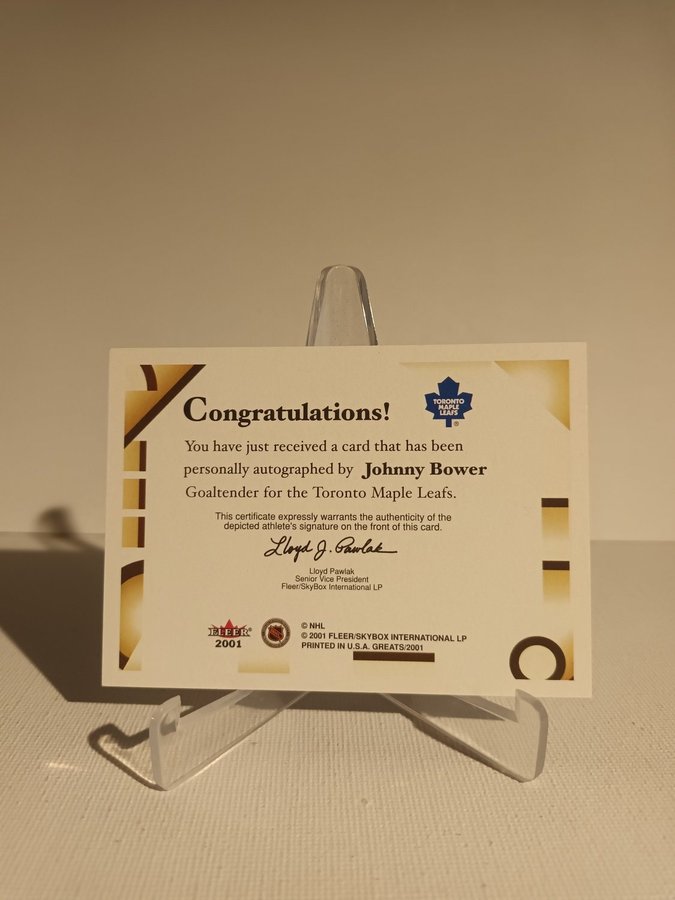 Congratulations!
TORONTO
MAPLE
LEAFS
®
You have just received a card that has been
personally autographed by Johnny Bower
Goaltender for the Toronto Maple Leafs.
This certificate expressly warrants the authenticity of the
depicted athlete's signature on the front of this card.
Lloyd J. Pawlak
Lloyd Pawlak
Senior Vice President
Fleer/SkyBox International LP
FLEER
2001
© NHL
© 2001 FLEER/SKYBOX INTERNATIONAL LP
PRINTED IN U.S.A. GREATS/2001